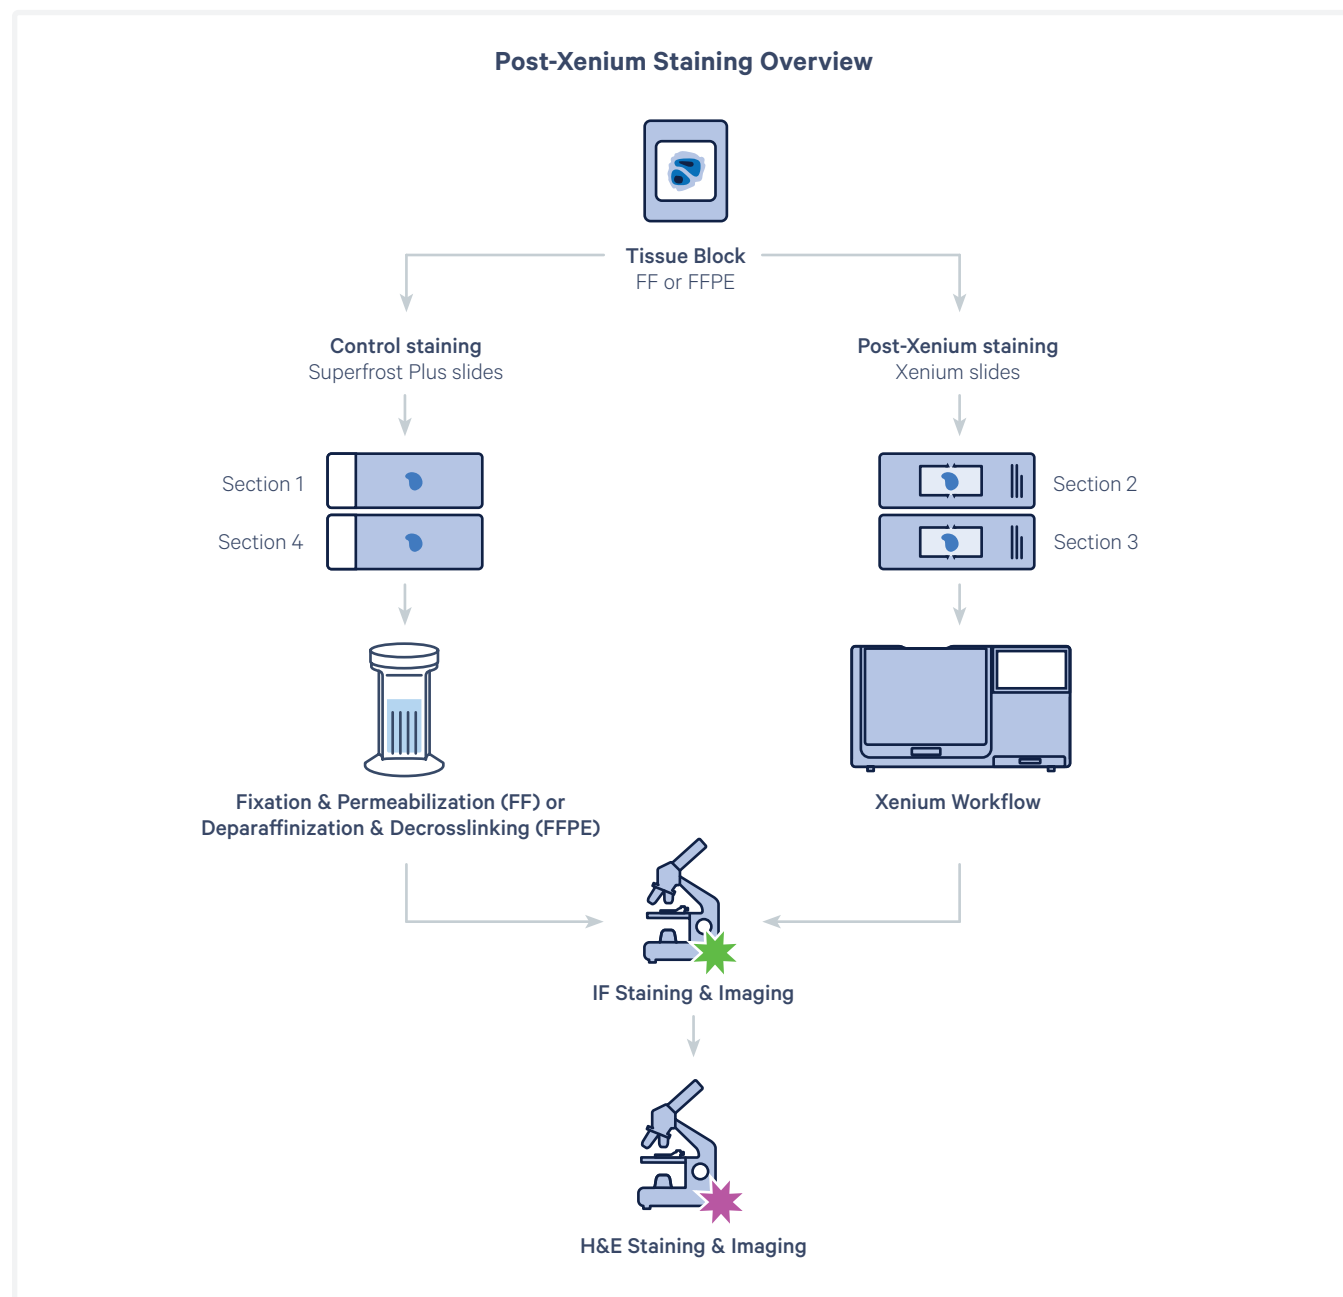 Post-Xenium Staining Overview
Tissue Block
FF or FFPE
Control staining
Superfrost Plus slides
Post-Xenium staining
Xenium slides
Section 1
Section 4
Section 2
Section 3
Fixation & Permeabilization (FF) or
Deparaffinization & Decrosslinking (FFPE)
Xenium Workflow
IF Staining & Imaging
H&E Staining & Imaging